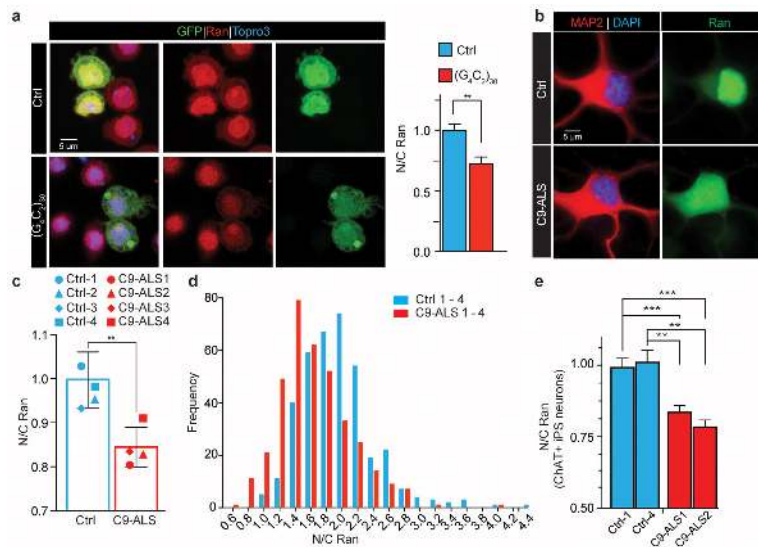 a
GFP|Ran|Topro3
Ctrl
5 µm
(G4C2)30
Ctrl
(G4C2)30
**
N/C Ran
1.0
0.75
0.5
0.0
b
MAP2 | DAPI
Ran
Ctrl
5 µm
C9-ALS
c
Ctrl-1 C9-ALS1
Ctrl-2 C9-ALS2
Ctrl-3 C9-ALS3
Ctrl-4 C9-ALS4
**
N/C Ran
1.1
1.0
0.9
0.8
0.7
Ctrl C9-ALS
d
Ctrl 1 - 4
C9-ALS 1 - 4
Frequency
80
60
40
20
0
0.6 0.8 1.0 1.2 1.4 1.6 1.8 2.0 2.2 2.4 2.6 2.8 3.0 3.2 3.4 3.6 3.8 4.0 4.2 4.4
N/C Ran
e
***
***
**
**
N/C Ran
(ChAT+ iPS neurons)
1.00
0.75
0.50
Ctrl-1 Ctrl-4 C9-ALS1 C9-ALS2